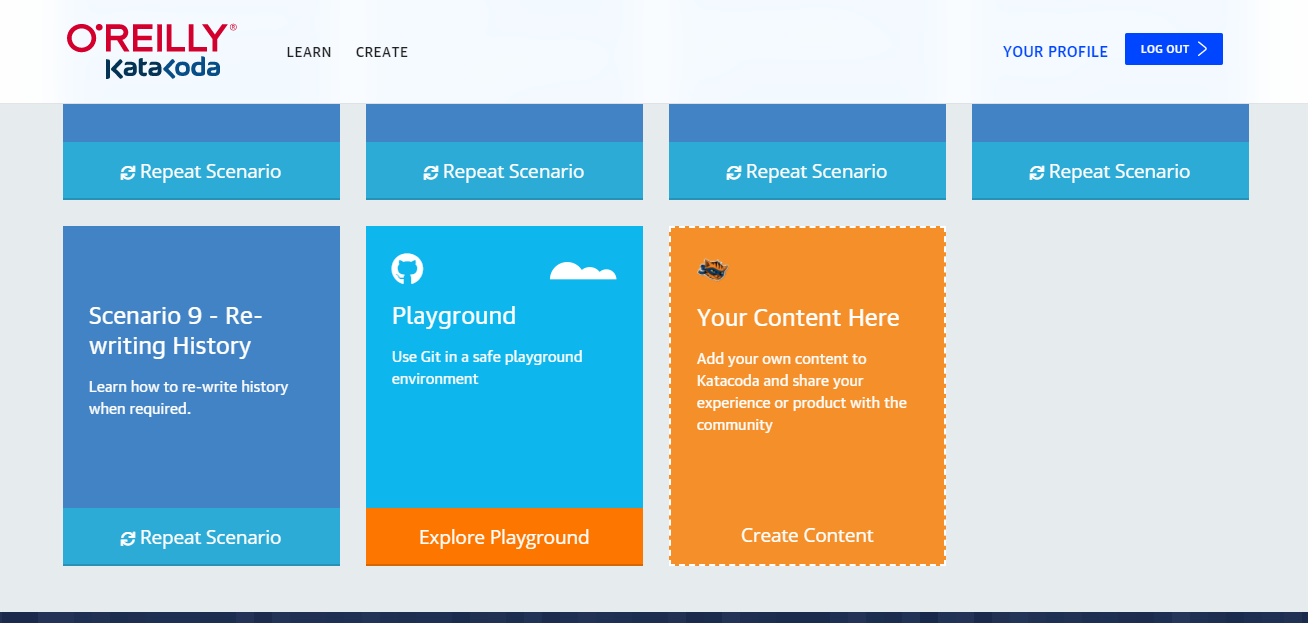 O'REILLY®
KataKoda
LEARN CREATE
YOUR PROFILE LOG OUT
Repeat Scenario
Repeat Scenario
Repeat Scenario
Repeat Scenario
Scenario 9 - Re-
writing History
Learn how to re-write history
when required.
Repeat Scenario
Playground
Use Git in a safe playground
environment
Explore Playground
Your Content Here
Add your own content to
Katacoda and share your
experience or product with the
community
Create Content